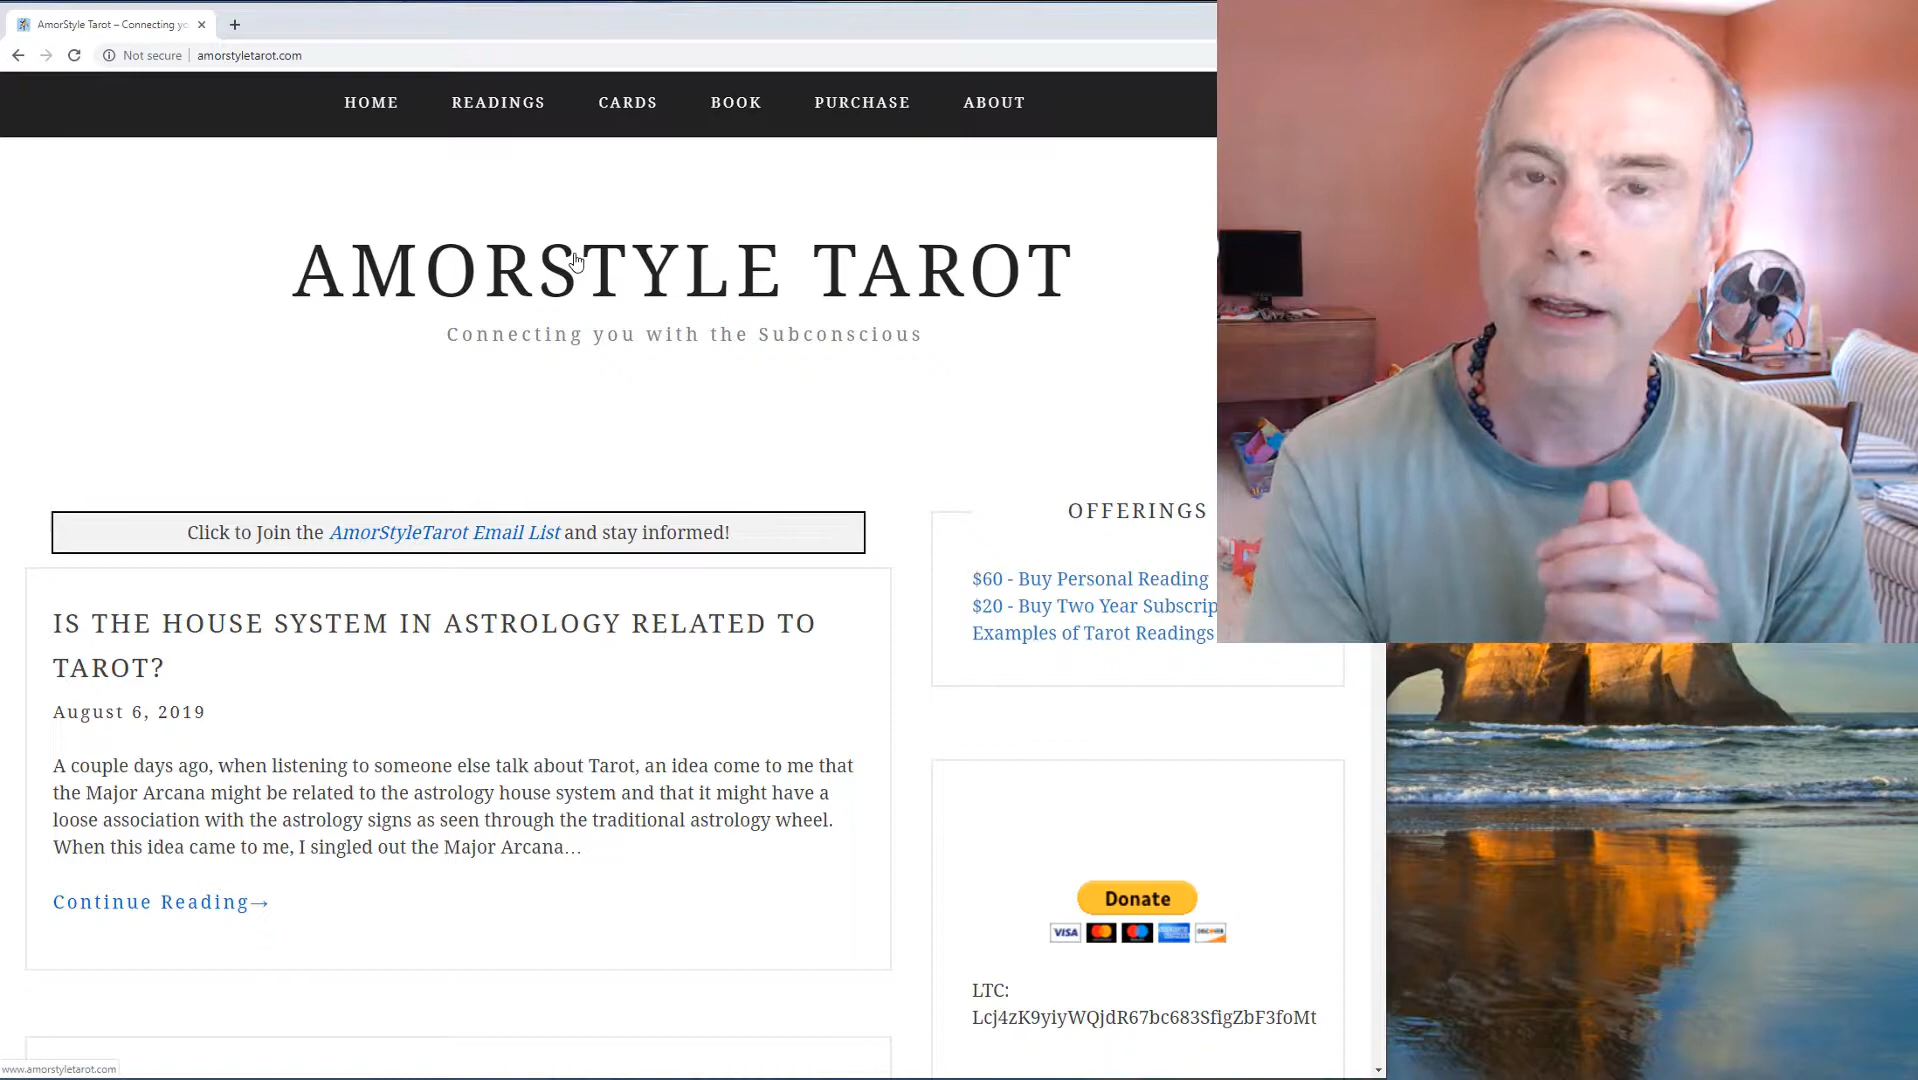 AmorStyle Tarot – Connecting yo
Not secure
amorstyletarot.com
HOME READINGS CARDS BOOK PURCHASE ABOUT
AMORSTYLE TAROT
Connecting you with the Subconscious
Click to Join the AmorStyleTarot Email List and stay informed!
IS THE HOUSE SYSTEM IN ASTROLOGY RELATED TO
TAROT?
August 6, 2019
A couple days ago, when listening to someone else talk about Tarot, an idea come to me that
the Major Arcana might be related to the astrology house system and that it might have a
loose association with the astrology signs as seen through the traditional astrology wheel.
When this idea came to me, I singled out the Major Arcana…
Continue Reading→
OFFERINGS
$60 - Buy Personal Reading
$20 - Buy Two Year Subscrip
Examples of Tarot Readings
Donate
VISA
DISCOVER
LTC:
Lcj4zK9yiyWQjdR67bc683SfigZbF3foMt
www.amorstyletarot.com